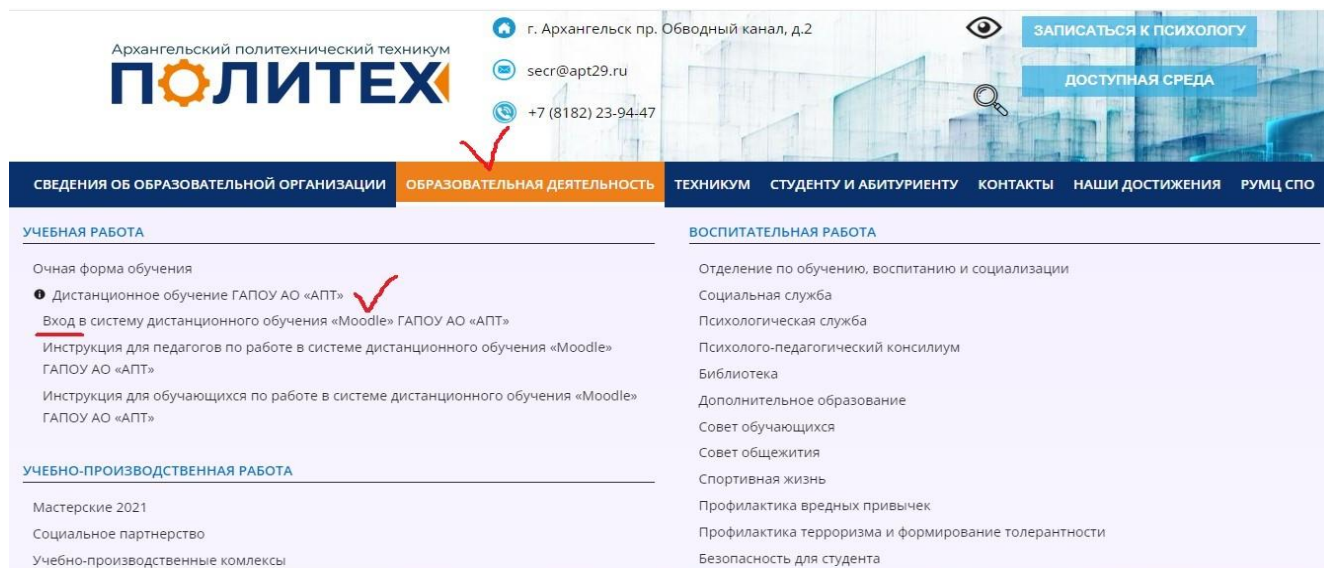 Архангельский политехнический техникум
ПОЛИТЕХ
г. Архангельск пр. Обводный канал, д.2
secr@apt29.ru
+7 (8182) 23-94-47
ЗАПИСАТЬСЯ К ПСИХОЛОГУ
ДОСТУПНАЯ СРЕДА
СВЕДЕНИЯ ОБ ОБРАЗОВАТЕЛЬНОЙ ОРГАНИЗАЦИИ ОБРАЗОВАТЕЛЬНАЯ ДЕЯТЕЛЬНОСТЬ ТЕХНИКУМ СТУДЕНТУ И АБИТУРИЕНТУ КОНТАКТЫ НАШИ ДОСТИЖЕНИЯ РУМЦ СПО
УЧЕБНАЯ РАБОТА
Очная форма обучения
Дистанционное обучение ГАПОУ АО «АПТ»
Вход в систему дистанционного обучения «Moodle» ГАПОУ АО «АПТ»
Инструкция для педагогов по работе в системе дистанционного обучения «Moodle»
ГАПОУ АО «АПТ»
Инструкция для обучающихся по работе в системе дистанционного обучения «Moodle»
ГАПОУ АО «АПТ»
УЧЕБНО-ПРОИЗВОДСТВЕННАЯ РАБОТА
Мастерские 2021
Социальное партнерство
Учебно-производственные комлексы
ВОСПИТАТЕЛЬНАЯ РАБОТА
Отделение по обучению, воспитанию и социализации
Социальная служба
Психологическая служба
Психолого-педагогический консилиум
Библиотека
Дополнительное образование
Совет обучающихся
Совет общежития
Спортивная жизнь
Профилактика вредных привычек
Профилактика терроризма и формирование толерантности
Безопасность для студента